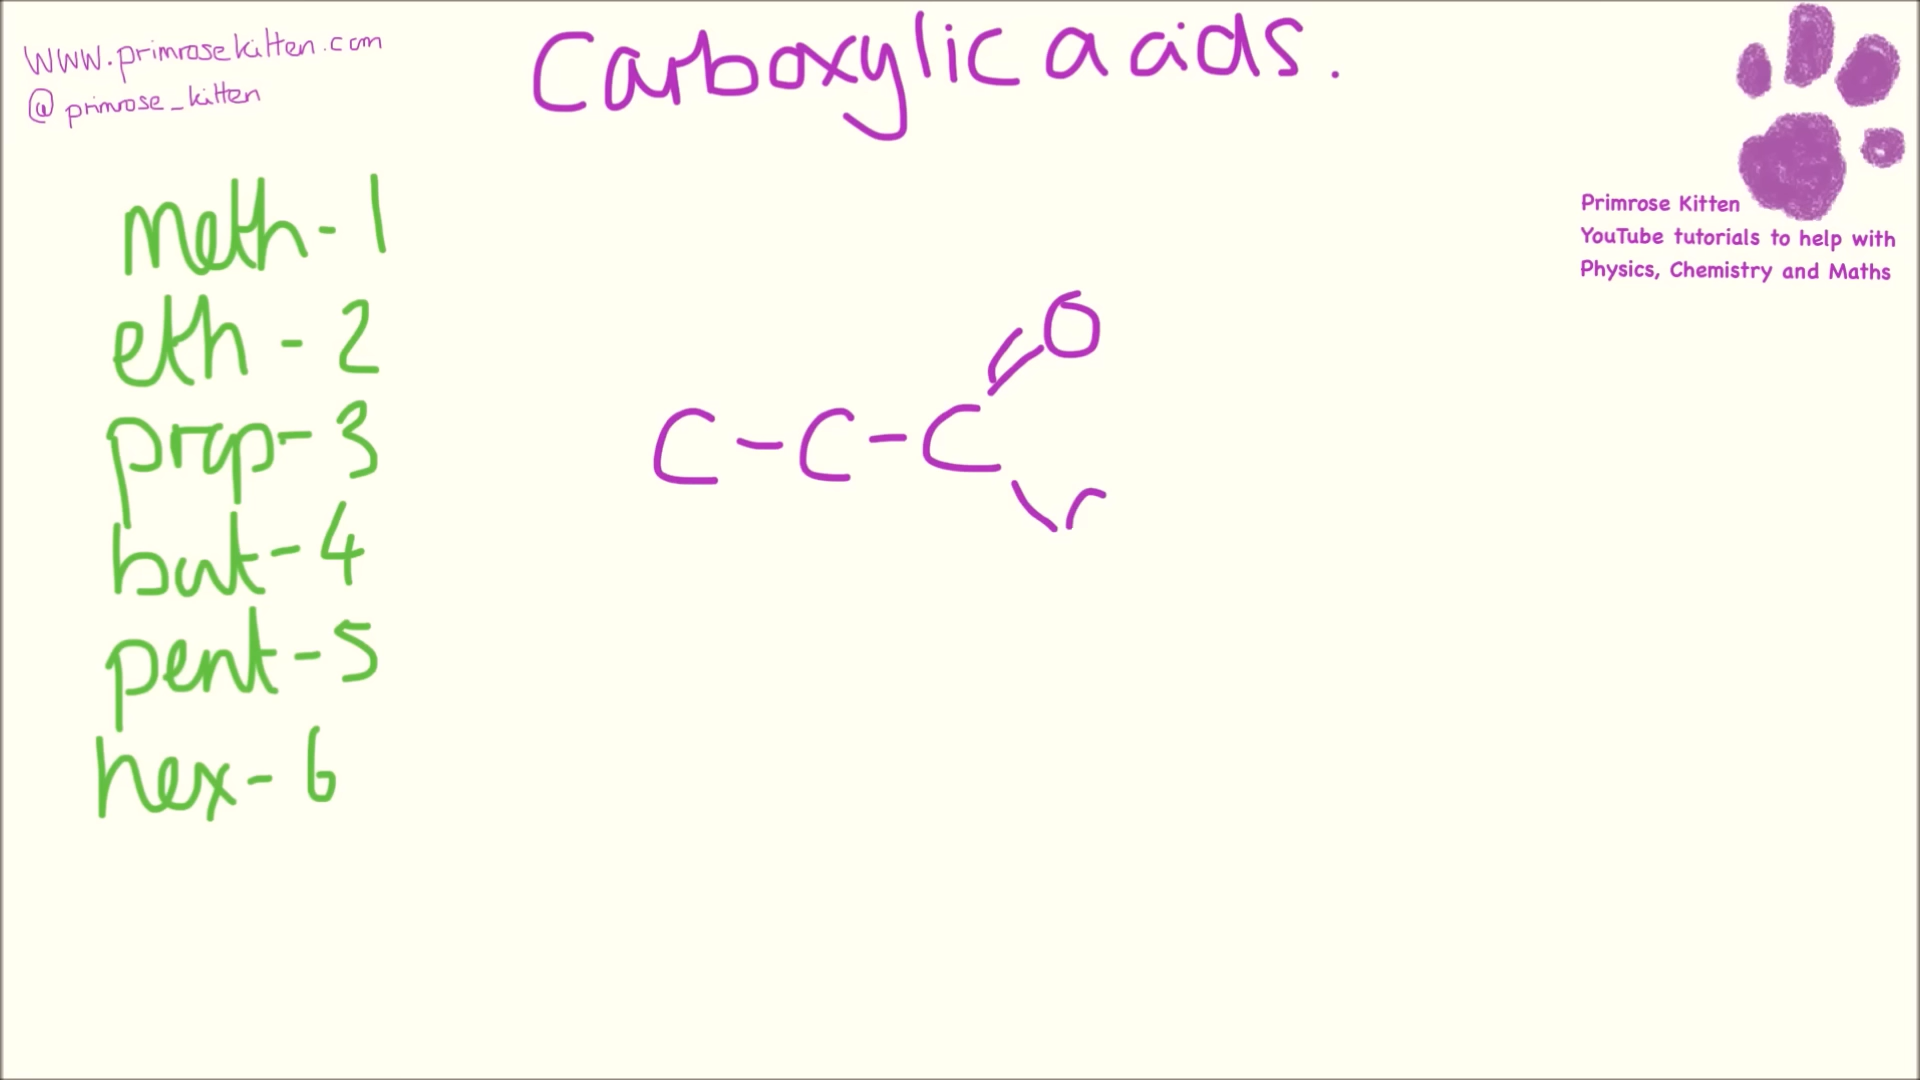 www.primrosekitten.com
@primrose_kitten
Carboxylic acids.
Primrose Kitten
YouTube tutorials to help with
Physics, Chemistry and Maths
meth-1
eth-2
prop-3
but-4
pent-5
hex-6
O
C-C-C